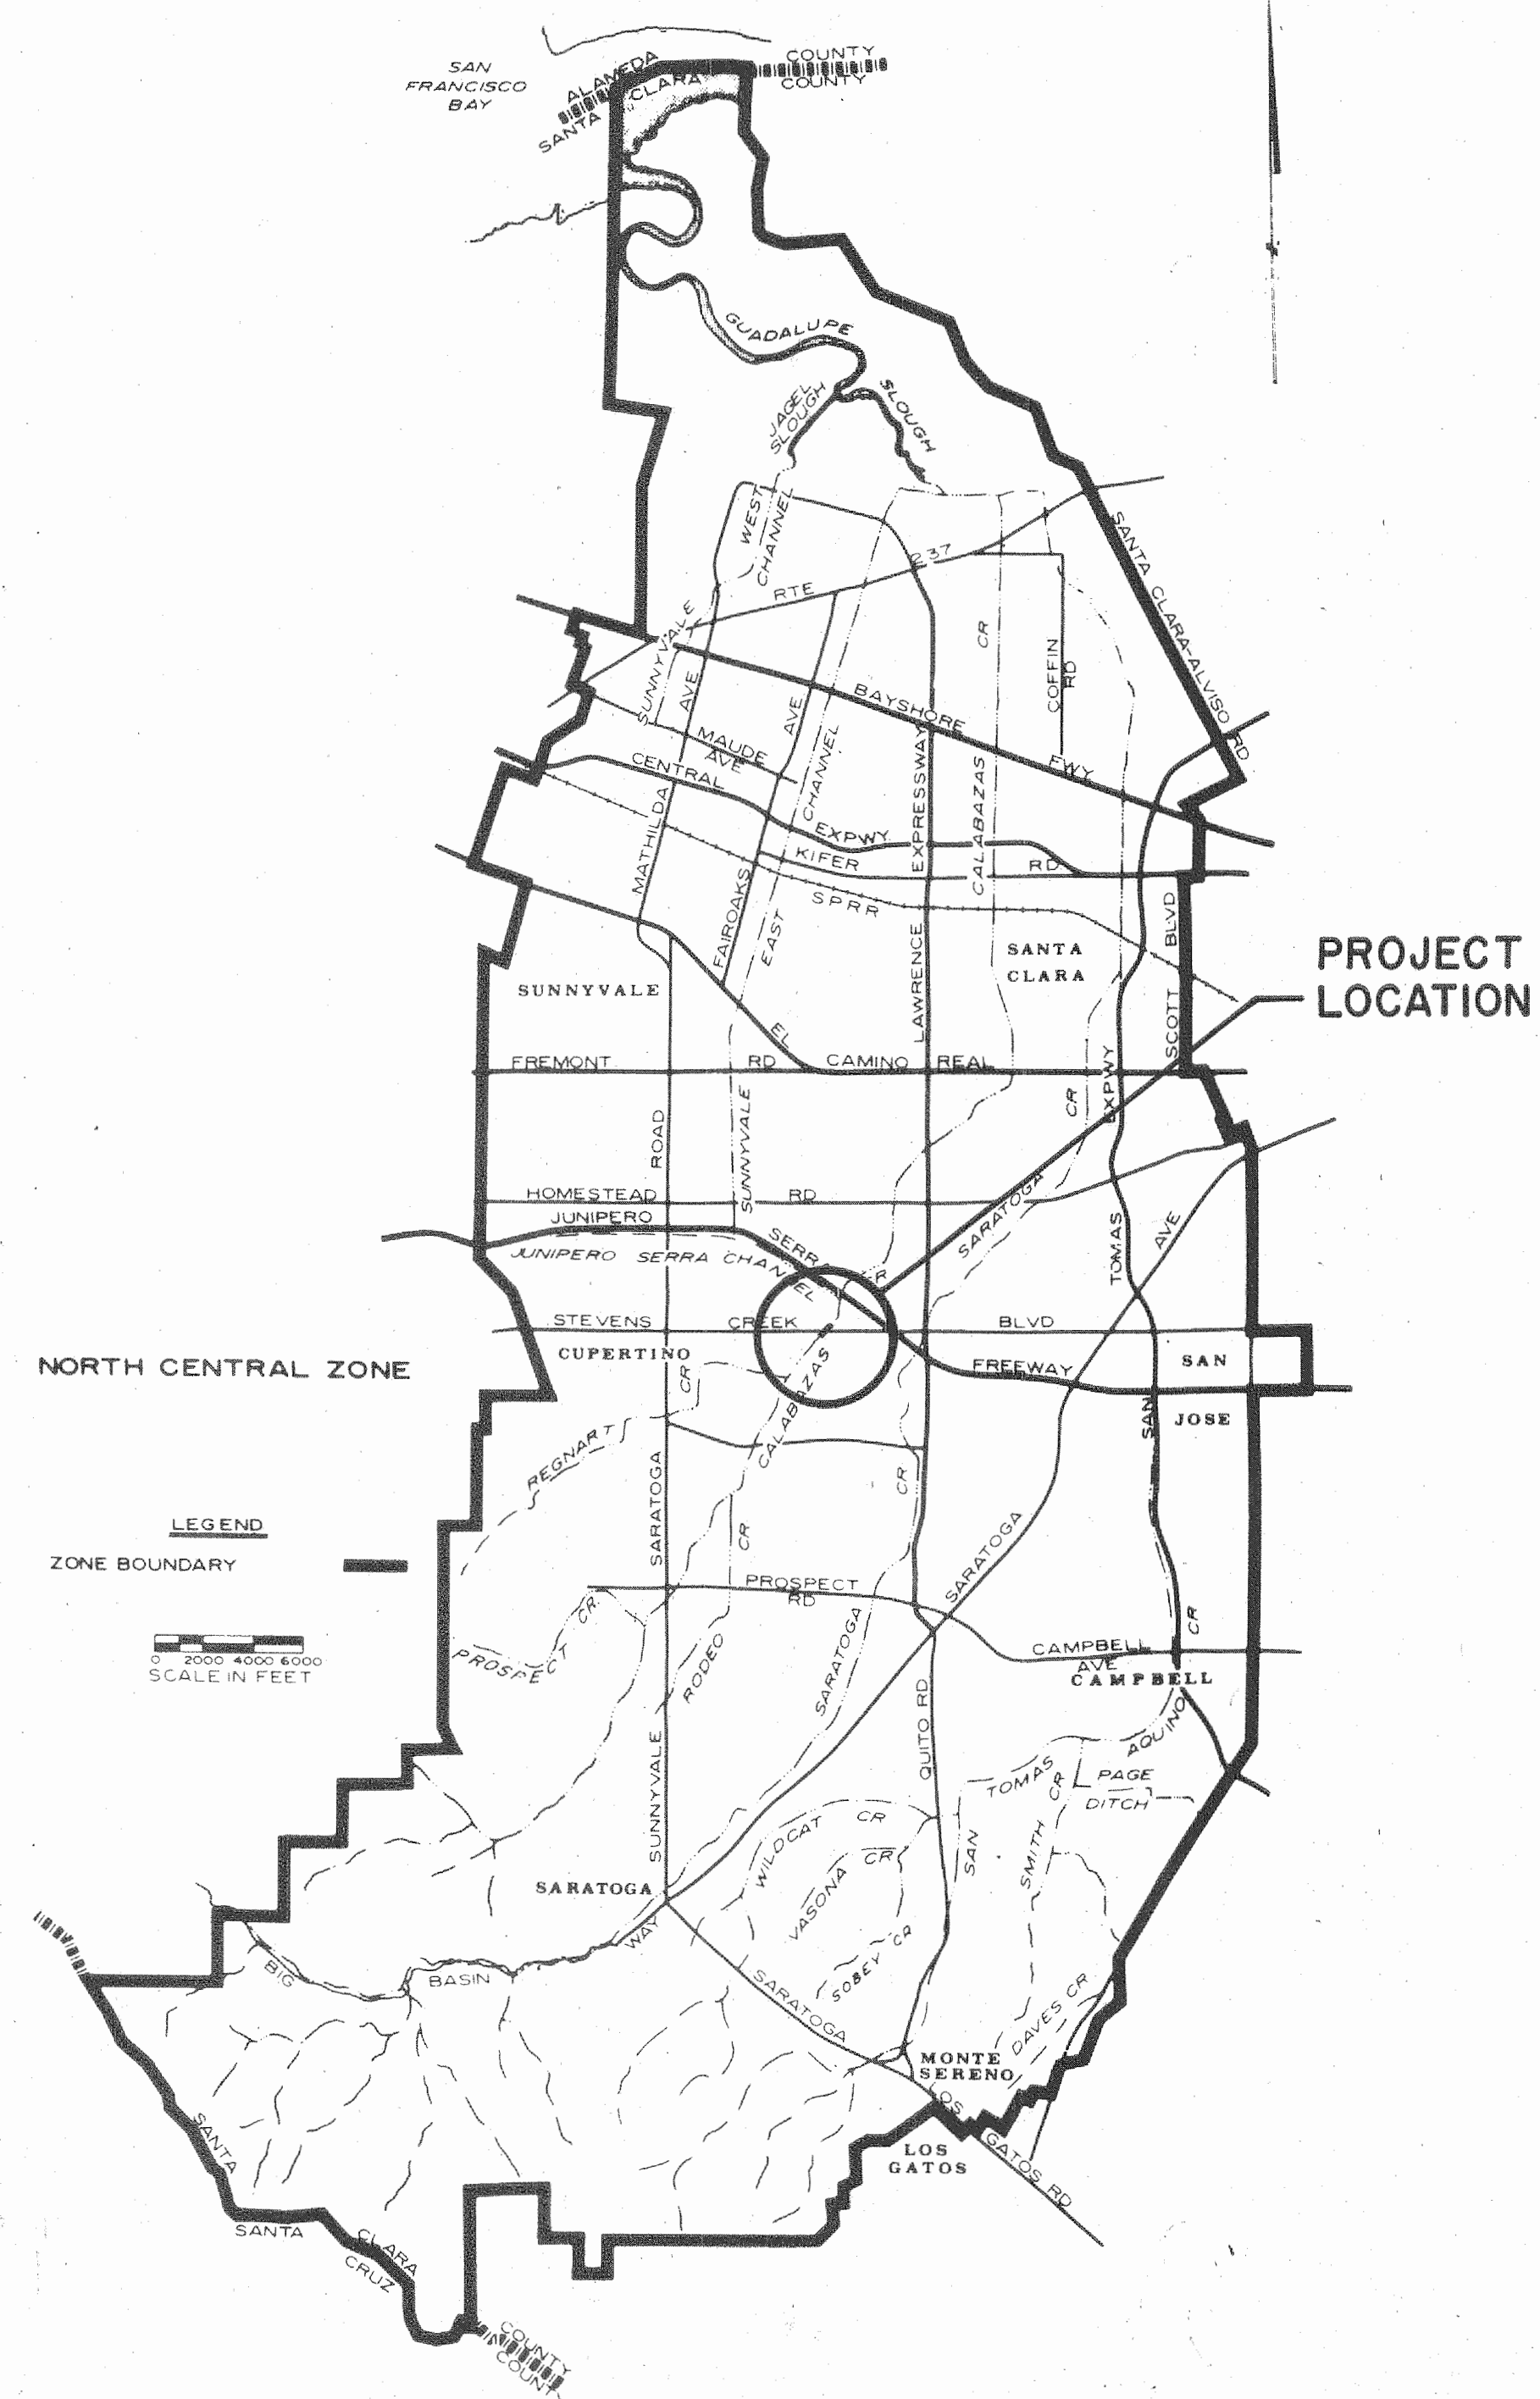 SAN
FRANCISCO
BAY
ALAMEDA
COUNTY
SANTA
CLARA
COUNTY
GUADALUPE
SLOUGH
JAGEL
SLOUGH
WEST
CHANNEL
SUNNYVALE
RTE
237
CR
COFFIN
RD
SANTA CLARA-ALVISO RD
AVE
AVE
MAUDE
AVE
BAYSHORE
FWY
CENTRAL
EXPWY
CHANNEL
EXPRESSWAY
CALABAZAS
MATHILDA
KIFER
RD
SPRR
FAIROAKS
EAST
LAWRENCE
SANTA
CLARA
BLVD
SCOTT
PROJECT
LOCATION
SUNNYVALE
EL
FREMONT
RD
CAMINO
REAL
ROAD
SUNNYVALE
CR
EXPWY
HOMESTEAD
RD
JUNIPERO
SERRA
JUNIPERO SERRA CHANNEL
SARATOGA
TOMAS
AVE
CR
STEVENS
CREEK
BLVD
CUPERTINO
NORTH CENTRAL ZONE
FREEWAY
SAN
JOSE
SAN
CR
CALABAZAS
REGNART
CR
SARATOGA
CR
LEGEND
ZONE BOUNDARY
0 2000 4000 6000
SCALE IN FEET
PROSPECT
RD
SARATOGA
CR
PROSPECT
CR
RODEO
SARATOGA
CAMPBELL
AVE
CAMPBELL
SUNNYVALE
QUITO RD
TOMAS
AQUINO
CR
PAGE
DITCH
WILDCAT
CR
VASONA
CR
SAN
SMITH
SARATOGA
SOBEY CR
WAY
BIG
BASIN
SARATOGA
DAVES CR
MONTE
SERENO
LOS
GATOS RD
LOS
GATOS
SANTA
SANTA
CLARA
CRUZ
COUNTY
COUNTY